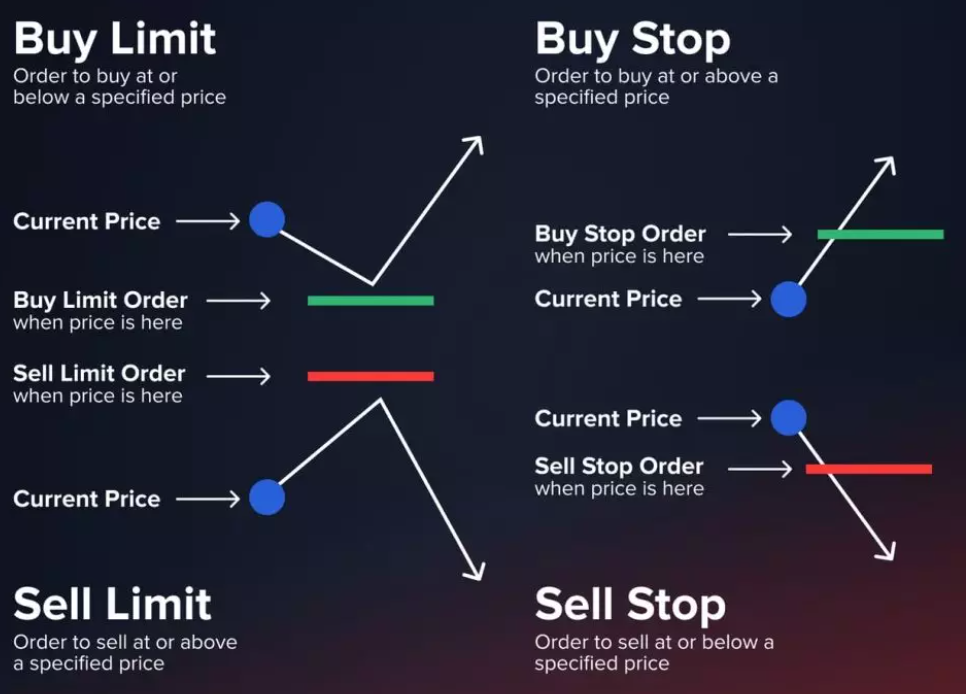 Buy Limit
Order to buy at or
below a specified price
Current Price
Buy Limit Order
when price is here
Sell Limit Order
when price is here
Current Price
Sell Limit
Order to sell at or above
a specified price
Buy Stop
Order to buy at or above a
specified price
Buy Stop Order
when price is here
Current Price
Current Price
Sell Stop Order
when price is here
Sell Stop
Order to sell at or below a
specified price